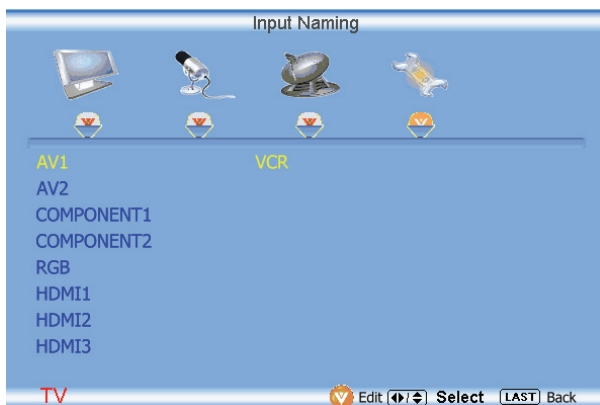 Input Naming
AV1 VCR
AV2
COMPONENT1
COMPONENT2
RGB
HDMI1
HDMI2
HDMI3
TV Edit Select LAST Back